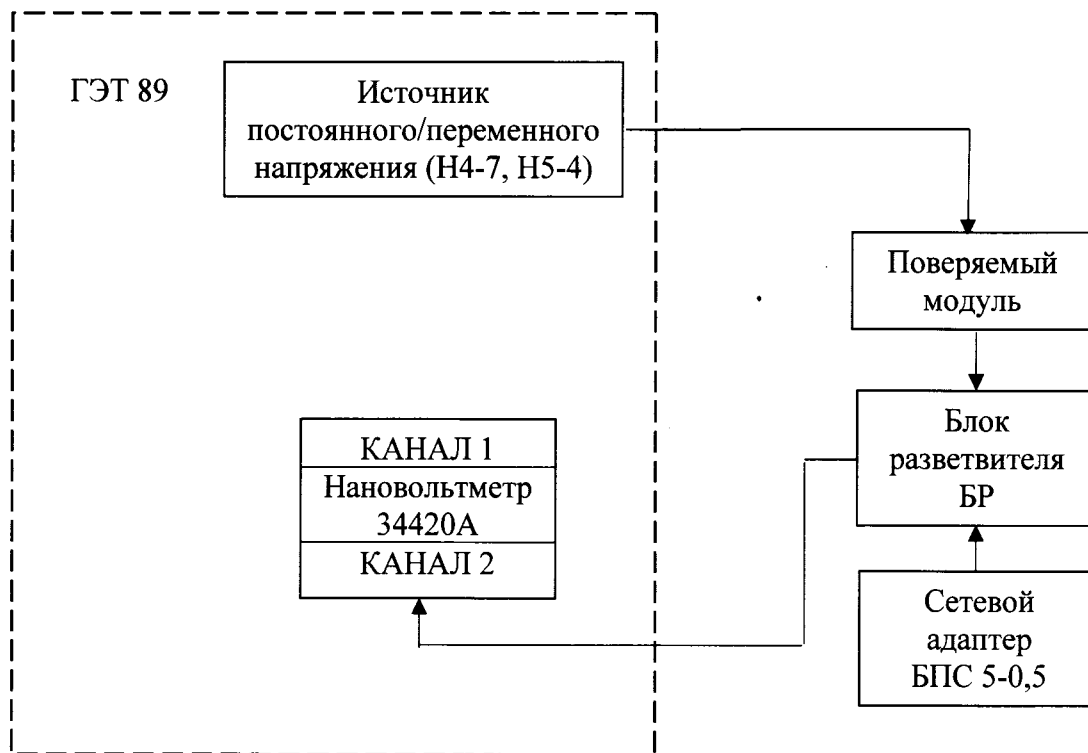 ГЭТ 89
Источник
постоянного/переменного
напряжения (Н4-7, Н5-4)
Поверяемый
модуль
КАНАЛ 1
Нановольтметр
34420А
КАНАЛ 2
Блок
разветвителя
БР
Сетевой
адаптер
БПС 5-0,5